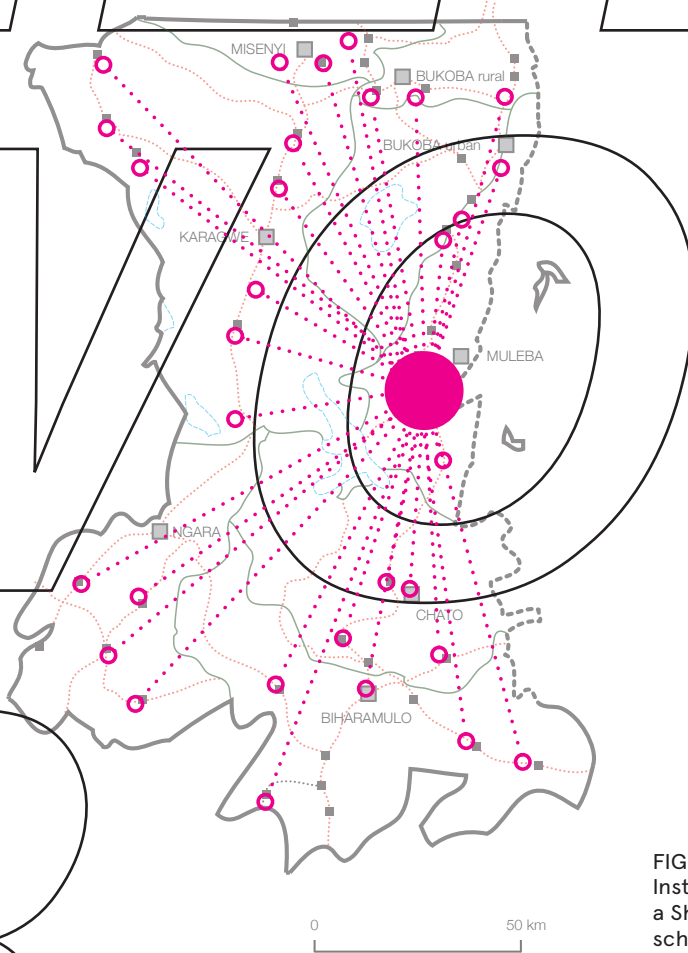 MISENYI
BUKOBA rural
BUKOBA urban
KARAGWE
MULEBA
NGARA
CHATO
BIHARAMULO
FIG
Inst
a Sh
sch
0 50 km